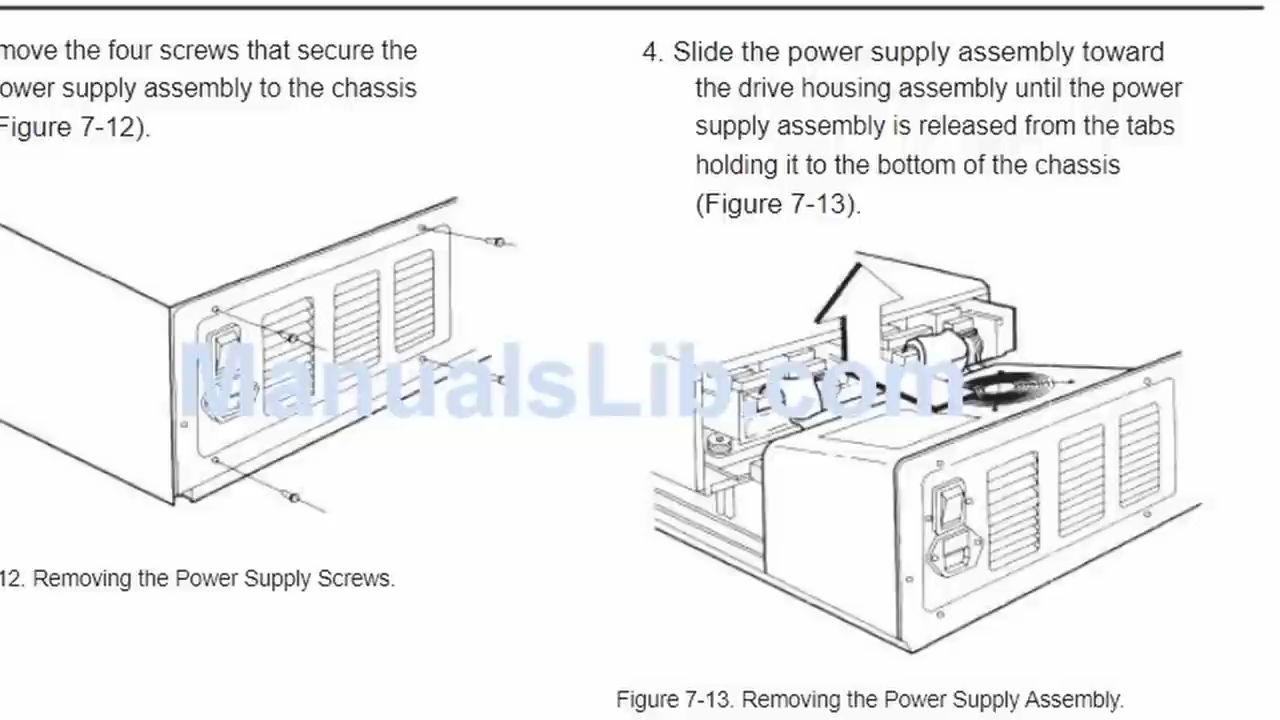 move the four screws that secure the
ower supply assembly to the chassis
Figure 7-12).
12. Removing the Power Supply Screws.
4. Slide the power supply assembly toward
the drive housing assembly until the power
supply assembly is released from the tabs
holding it to the bottom of the chassis
(Figure 7-13).
ManualsLib.com
Figure 7-13. Removing the Power Supply Assembly.